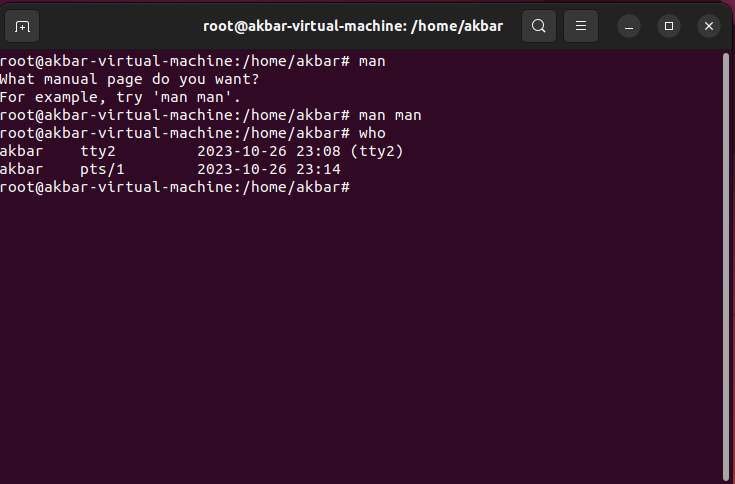 root@akbar-virtual-machine: /home/akbar
root@akbar-virtual-machine:/home/akbar# man
What manual page do you want?
For example, try 'man man'.
root@akbar-virtual-machine:/home/akbar# man man
root@akbar-virtual-machine:/home/akbar# who
akbar    tty2         2023-10-26 23:08 (tty2)
akbar    pts/1        2023-10-26 23:14
root@akbar-virtual-machine:/home/akbar#